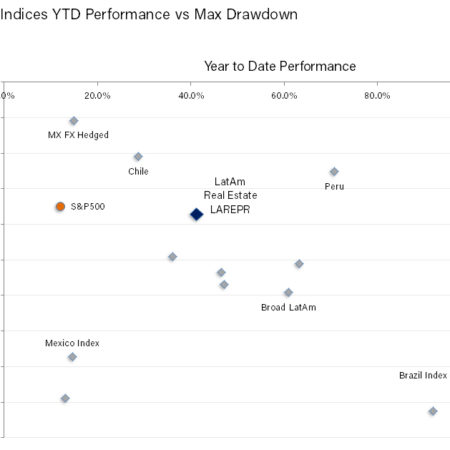 Indices YTD Performance vs Max Drawdown
Year to Date Performance
.0% 20.0% 40.0% 60.0% 80.0%
MX FX Hedged
Chile
Peru
LatAm
Real Estate
LAREPR
S&P500
Broad LatAm
Mexico Index
Brazil Index